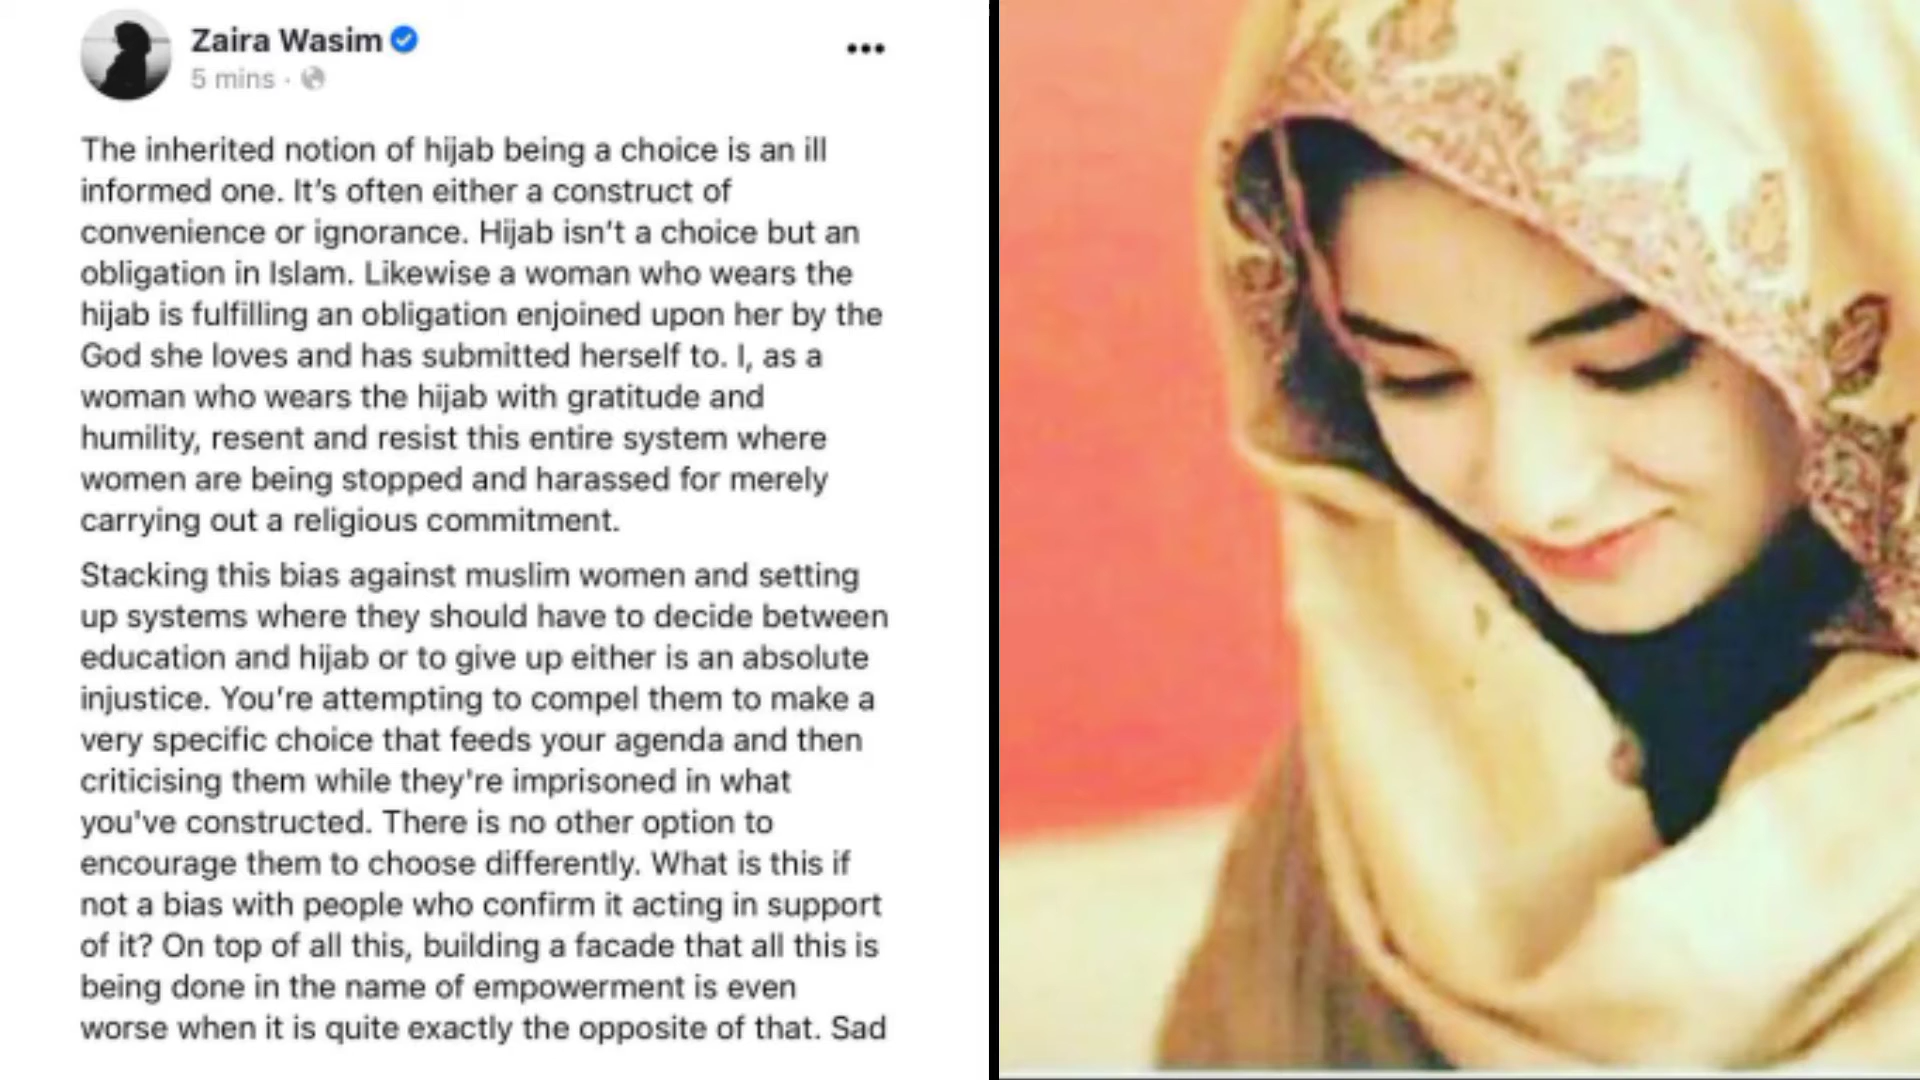 Zaira Wasim
5 mins ·
The inherited notion of hijab being a choice is an ill
informed one. It's often either a construct of
convenience or ignorance. Hijab isn't a choice but an
obligation in Islam. Likewise a woman who wears the
hijab is fulfilling an obligation enjoined upon her by the
God she loves and has submitted herself to. I, as a
woman who wears the hijab with gratitude and
humility, resent and resist this entire system where
women are being stopped and harassed for merely
carrying out a religious commitment.
Stacking this bias against muslim women and setting
up systems where they should have to decide between
education and hijab or to give up either is an absolute
injustice. You're attempting to compel them to make a
very specific choice that feeds your agenda and then
criticising them while they're imprisoned in what
you've constructed. There is no other option to
encourage them to choose differently. What is this if
not a bias with people who confirm it acting in support
of it? On top of all this, building a facade that all this is
being done in the name of empowerment is even
worse when it is quite exactly the opposite of that. Sad